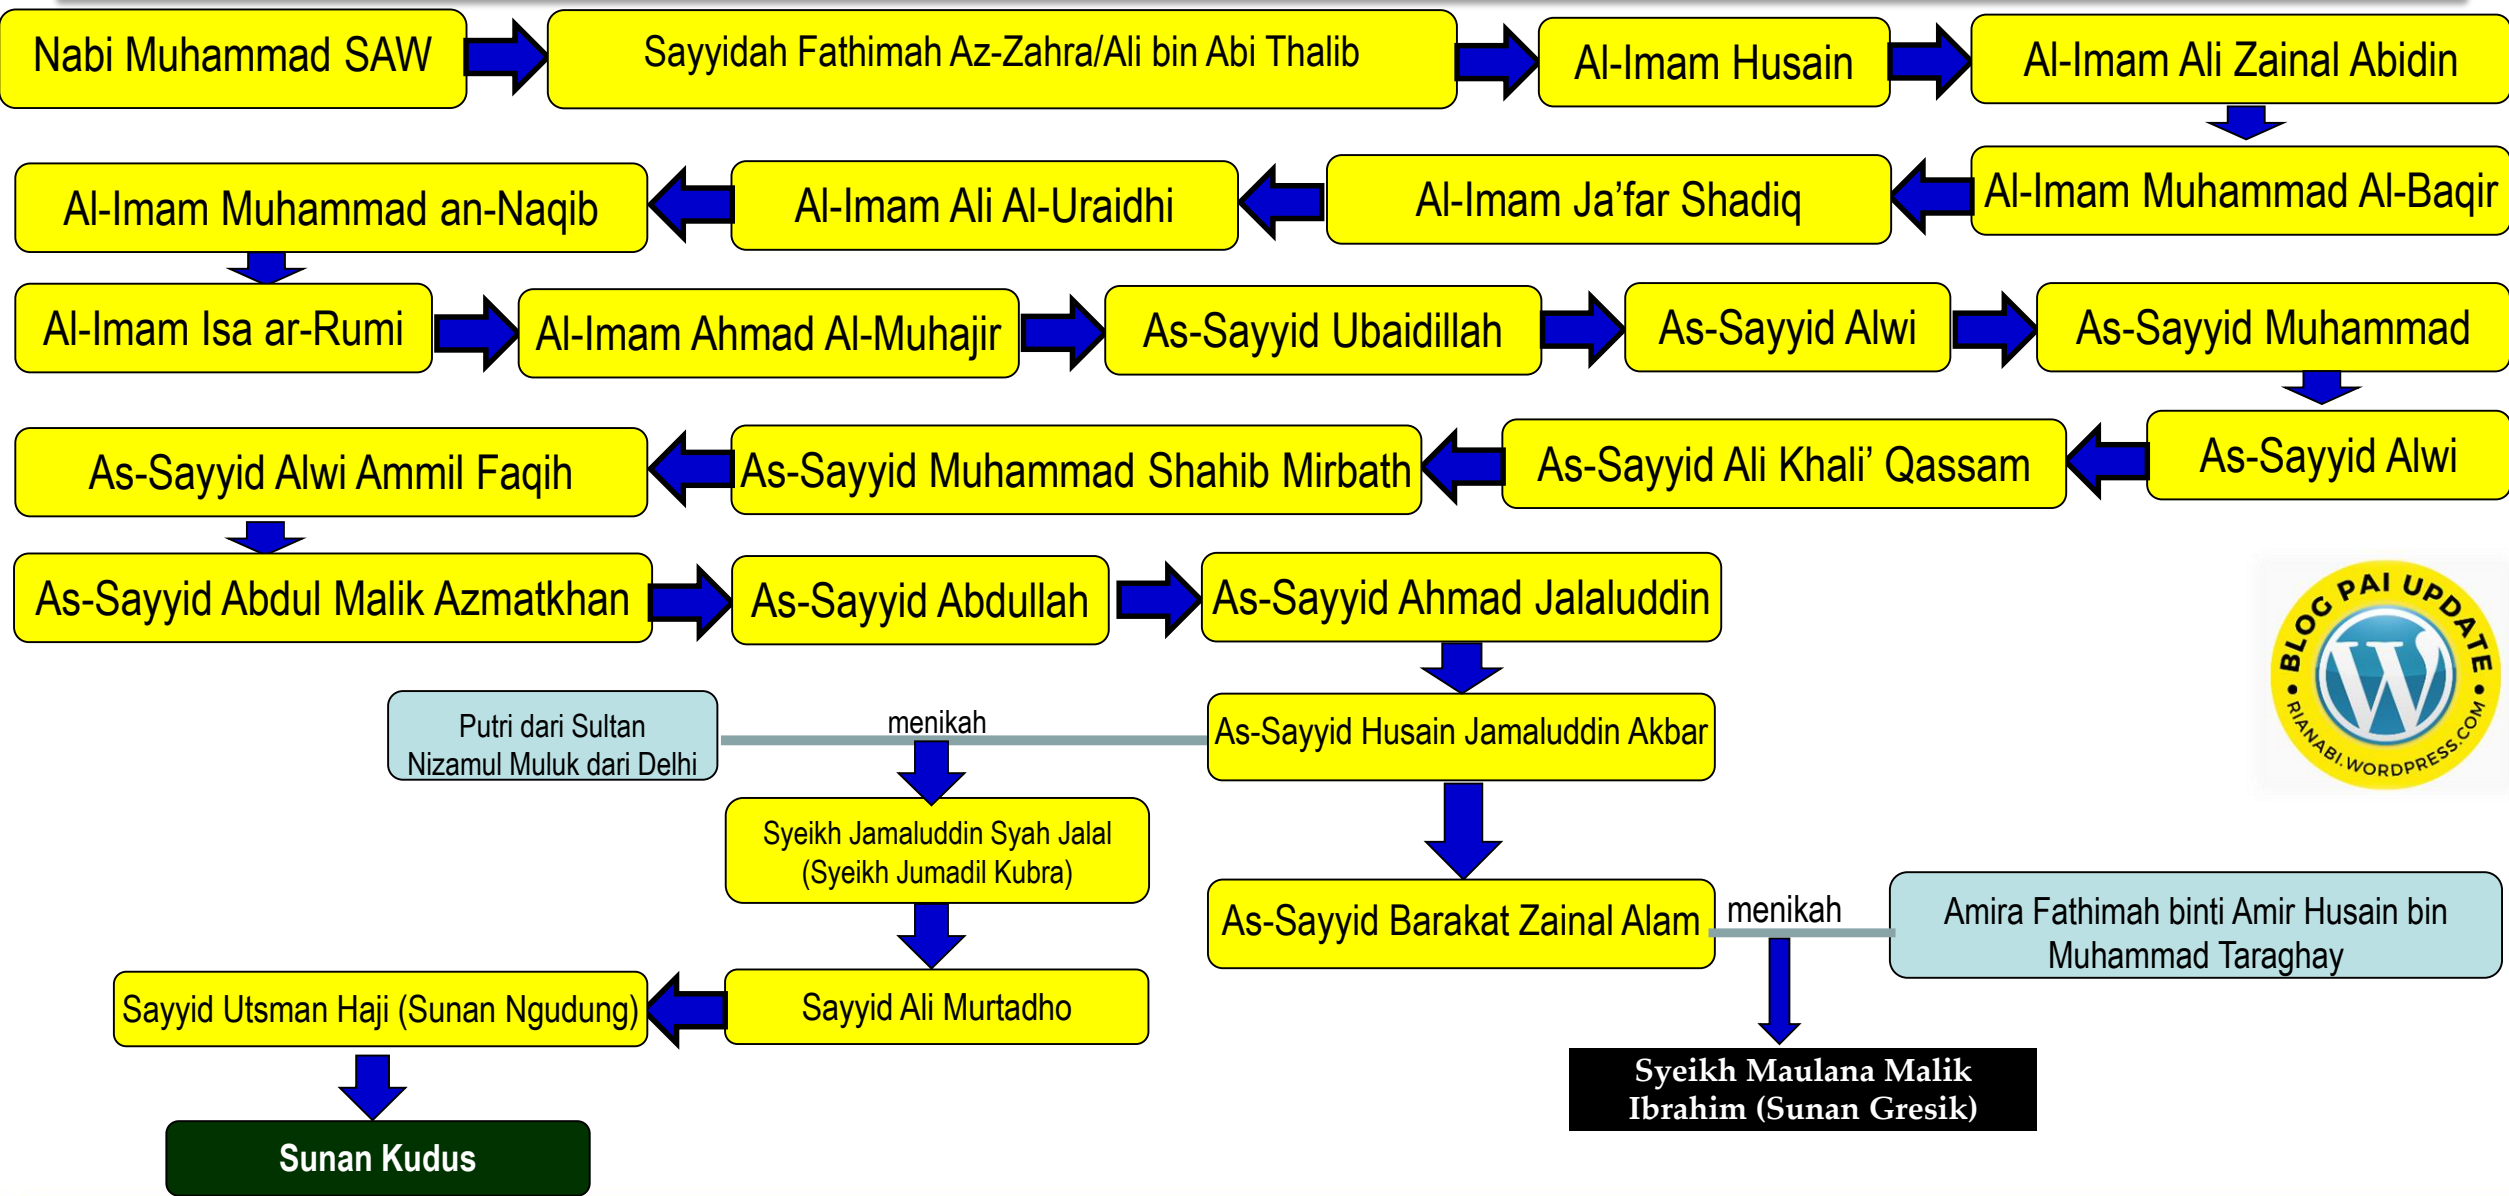 Nabi Muhammad SAW
Sayyidah Fathimah Az-Zahra/Ali bin Abi Thalib
Al-Imam Husain
Al-Imam Ali Zainal Abidin
Al-Imam Muhammad Al-Baqir
Al-Imam Ja’far Shadiq
Al-Imam Ali Al-Uraidhi
Al-Imam Muhammad an-Naqib
Al-Imam Isa ar-Rumi
Al-Imam Ahmad Al-Muhajir
As-Sayyid Ubaidillah
As-Sayyid Alwi
As-Sayyid Muhammad
As-Sayyid Alwi
As-Sayyid Ali Khali’ Qassam
As-Sayyid Muhammad Shahib Mirbath
As-Sayyid Alwi Ammil Faqih
As-Sayyid Abdul Malik Azmatkhan
As-Sayyid Abdullah
As-Sayyid Ahmad Jalaluddin
BLOG PAI UPDATE
RIANABI.WORDPRESS.COM
Putri dari Sultan
Nizamul Muluk dari Delhi
menikah
As-Sayyid Husain Jamaluddin Akbar
Syeikh Jamaluddin Syah Jalal
(Syeikh Jumadil Kubra)
As-Sayyid Barakat Zainal Alam
menikah
Amira Fathimah binti Amir Husain bin
Muhammad Taraghay
Sayyid Utsman Haji (Sunan Ngudung)
Sayyid Ali Murtadho
Syeikh Maulana Malik
Ibrahim (Sunan Gresik)
Sunan Kudus